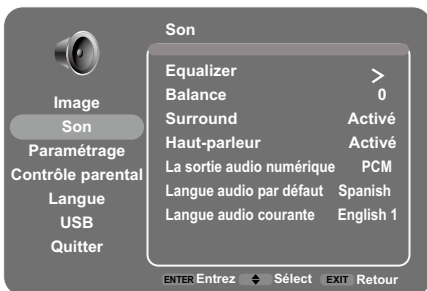 Son
Image
Son
Paramétrage
Contrôle parental
Langue
USB
Quitter
Equalizer >
Balance 0
Surround Activé
Haut-parleur Activé
La sortie audio numérique PCM
Langue audio par défaut Spanish
Langue audio courante English 1
ENTER Entrez Sélect EXIT Retour